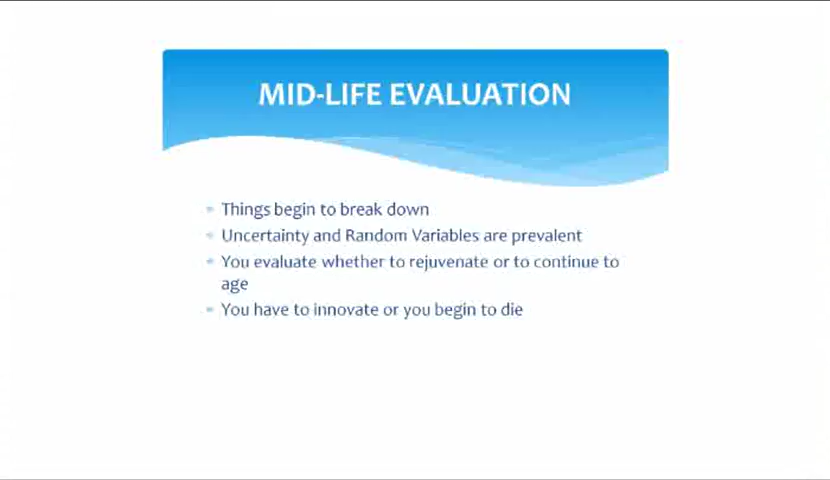 MID-LIFE EVALUATION
Things begin to break down
Uncertainty and Random Variables are prevalent
You evaluate whether to rejuvenate or to continue to
age
You have to innovate or you begin to die